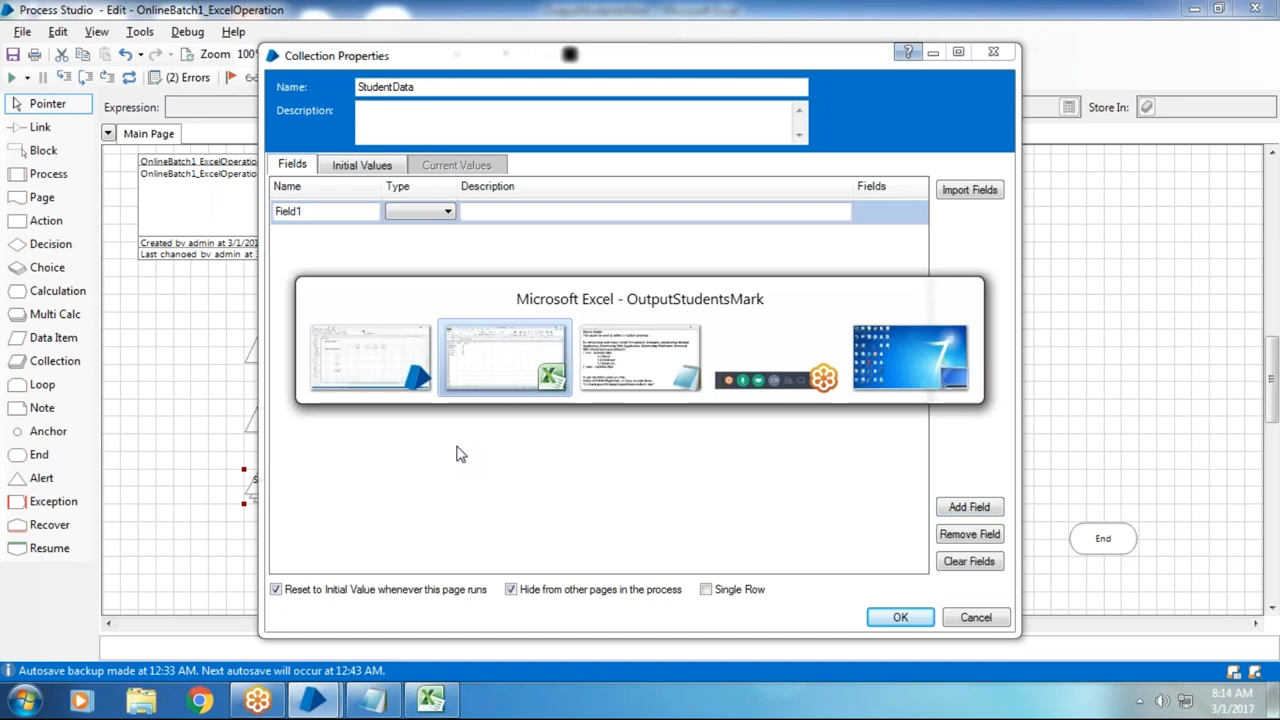 Process Studio - Edit - OnlineBatch1_ExcelOperation
File Edit View Tools Debug Help
Zoom 100%
(2) Errors
Pointer
Expression:
Store In:
Link
Block
Process
Page
Action
Decision
Choice
Calculation
Multi Calc
Data Item
Collection
Loop
Note
Anchor
End
Alert
Exception
Recover
Resume
Main Page
OnlineBatch1_ExcelOperation
OnlineBatch1_ExcelOperation
Created by admin at 3/1/201
Last changed by admin at 3
Collection Properties
Name: StudentData
Description:
Fields Initial Values Current Values
Name Type Description Fields
Field1
Import Fields
Microsoft Excel - OutputStudentsMark
Add Field
Remove Field
Clear Fields
Reset to Initial Value whenever this page runs Hide from other pages in the process Single Row
OK Cancel
End
Autosave backup made at 12:33 AM. Next autosave will occur at 12:43 AM.
8:14 AM
3/1/2017